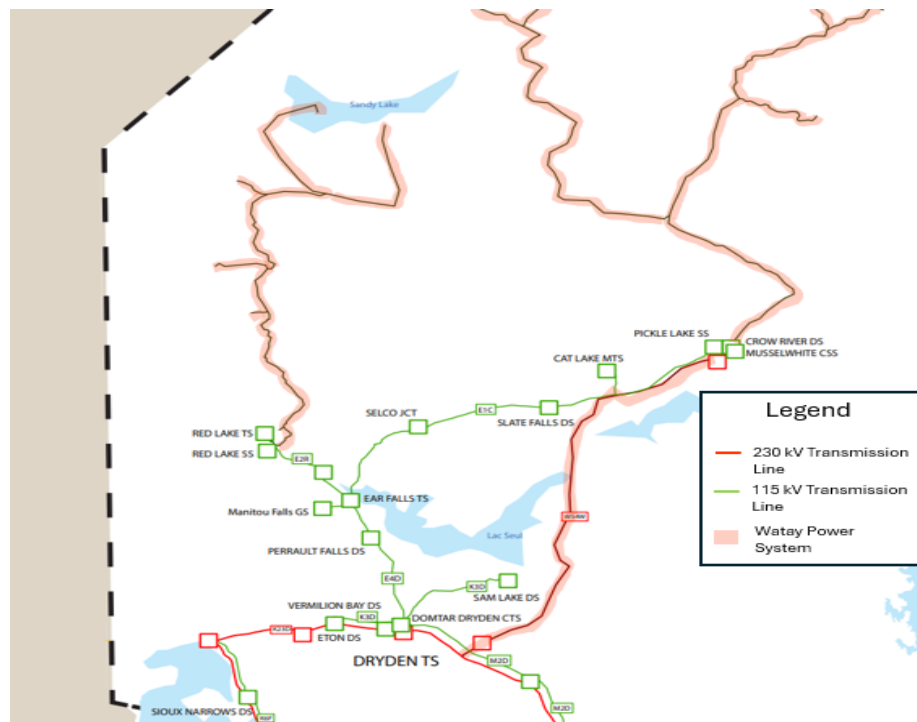 Sandy Lake
PICKLE LAKE SS
CROW RIVER DS
MUSSELWHITE CSS
CAT LAKE MTS
SELCO JCT
E1C
SLATE FALLS DS
RED LAKE TS
RED LAKE SS
E2R
EAR FALLS TS
Manitou Falls GS
Lac Seul
PERRAULT FALLS DS
E4D
K3D
SAM LAKE DS
VERMILION BAY DS
K3D
DOMTAR DRYDEN CTS
K23D
ETON DS
DRYDEN TS
M2D
SIOUX NARROWS DS
M2D
Legend
230 kV Transmission
Line
115 kV Transmission
Line
Watay Power
System